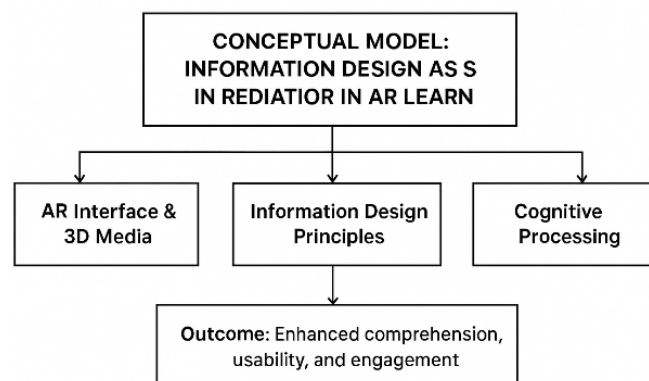 CONCEPTUAL MODEL:
INFORMATION DESIGN AS S
IN REDIATIOR IN AR LEARN
AR Interface &
3D Media
Information Design
Principles
Cognitive
Processing
Outcome: Enhanced comprehension,
usability, and engagement